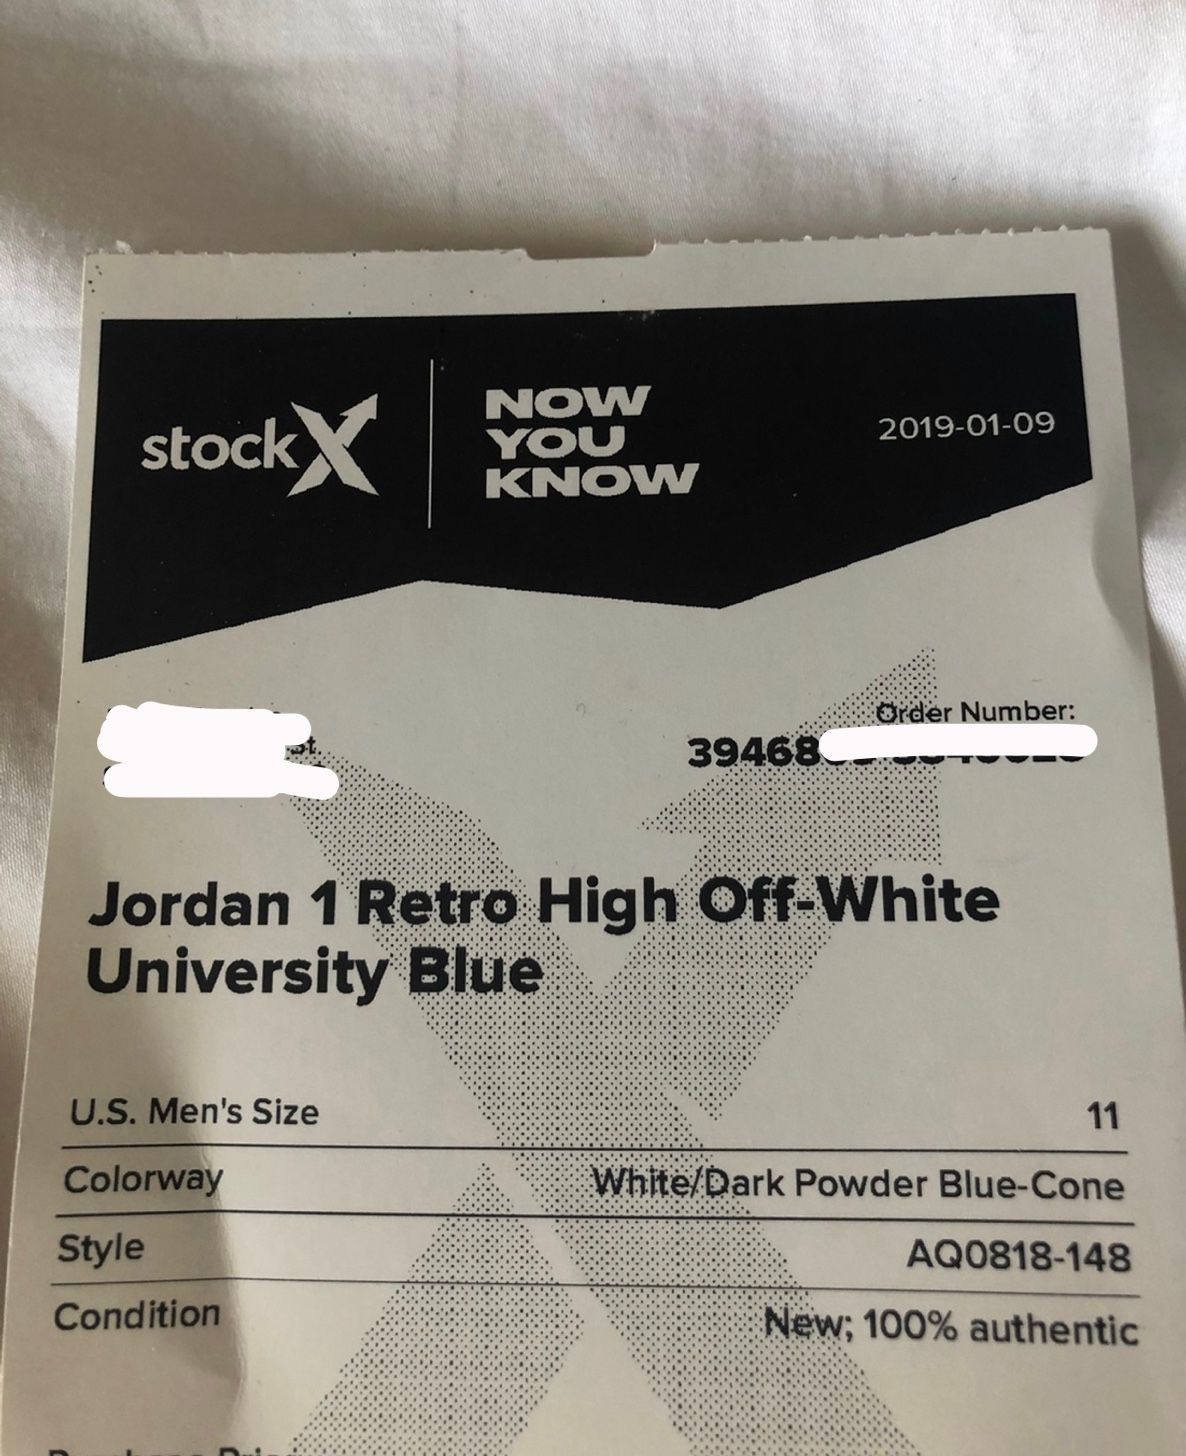 stockX
NOW
YOU
KNOW
2019-01-09
St.
Order Number:
39468
Jordan 1 Retro High Off-White
University Blue
U.S. Men's Size 11
Colorway White/Dark Powder Blue-Cone
Style AQ0818-148
Condition New; 100% authentic